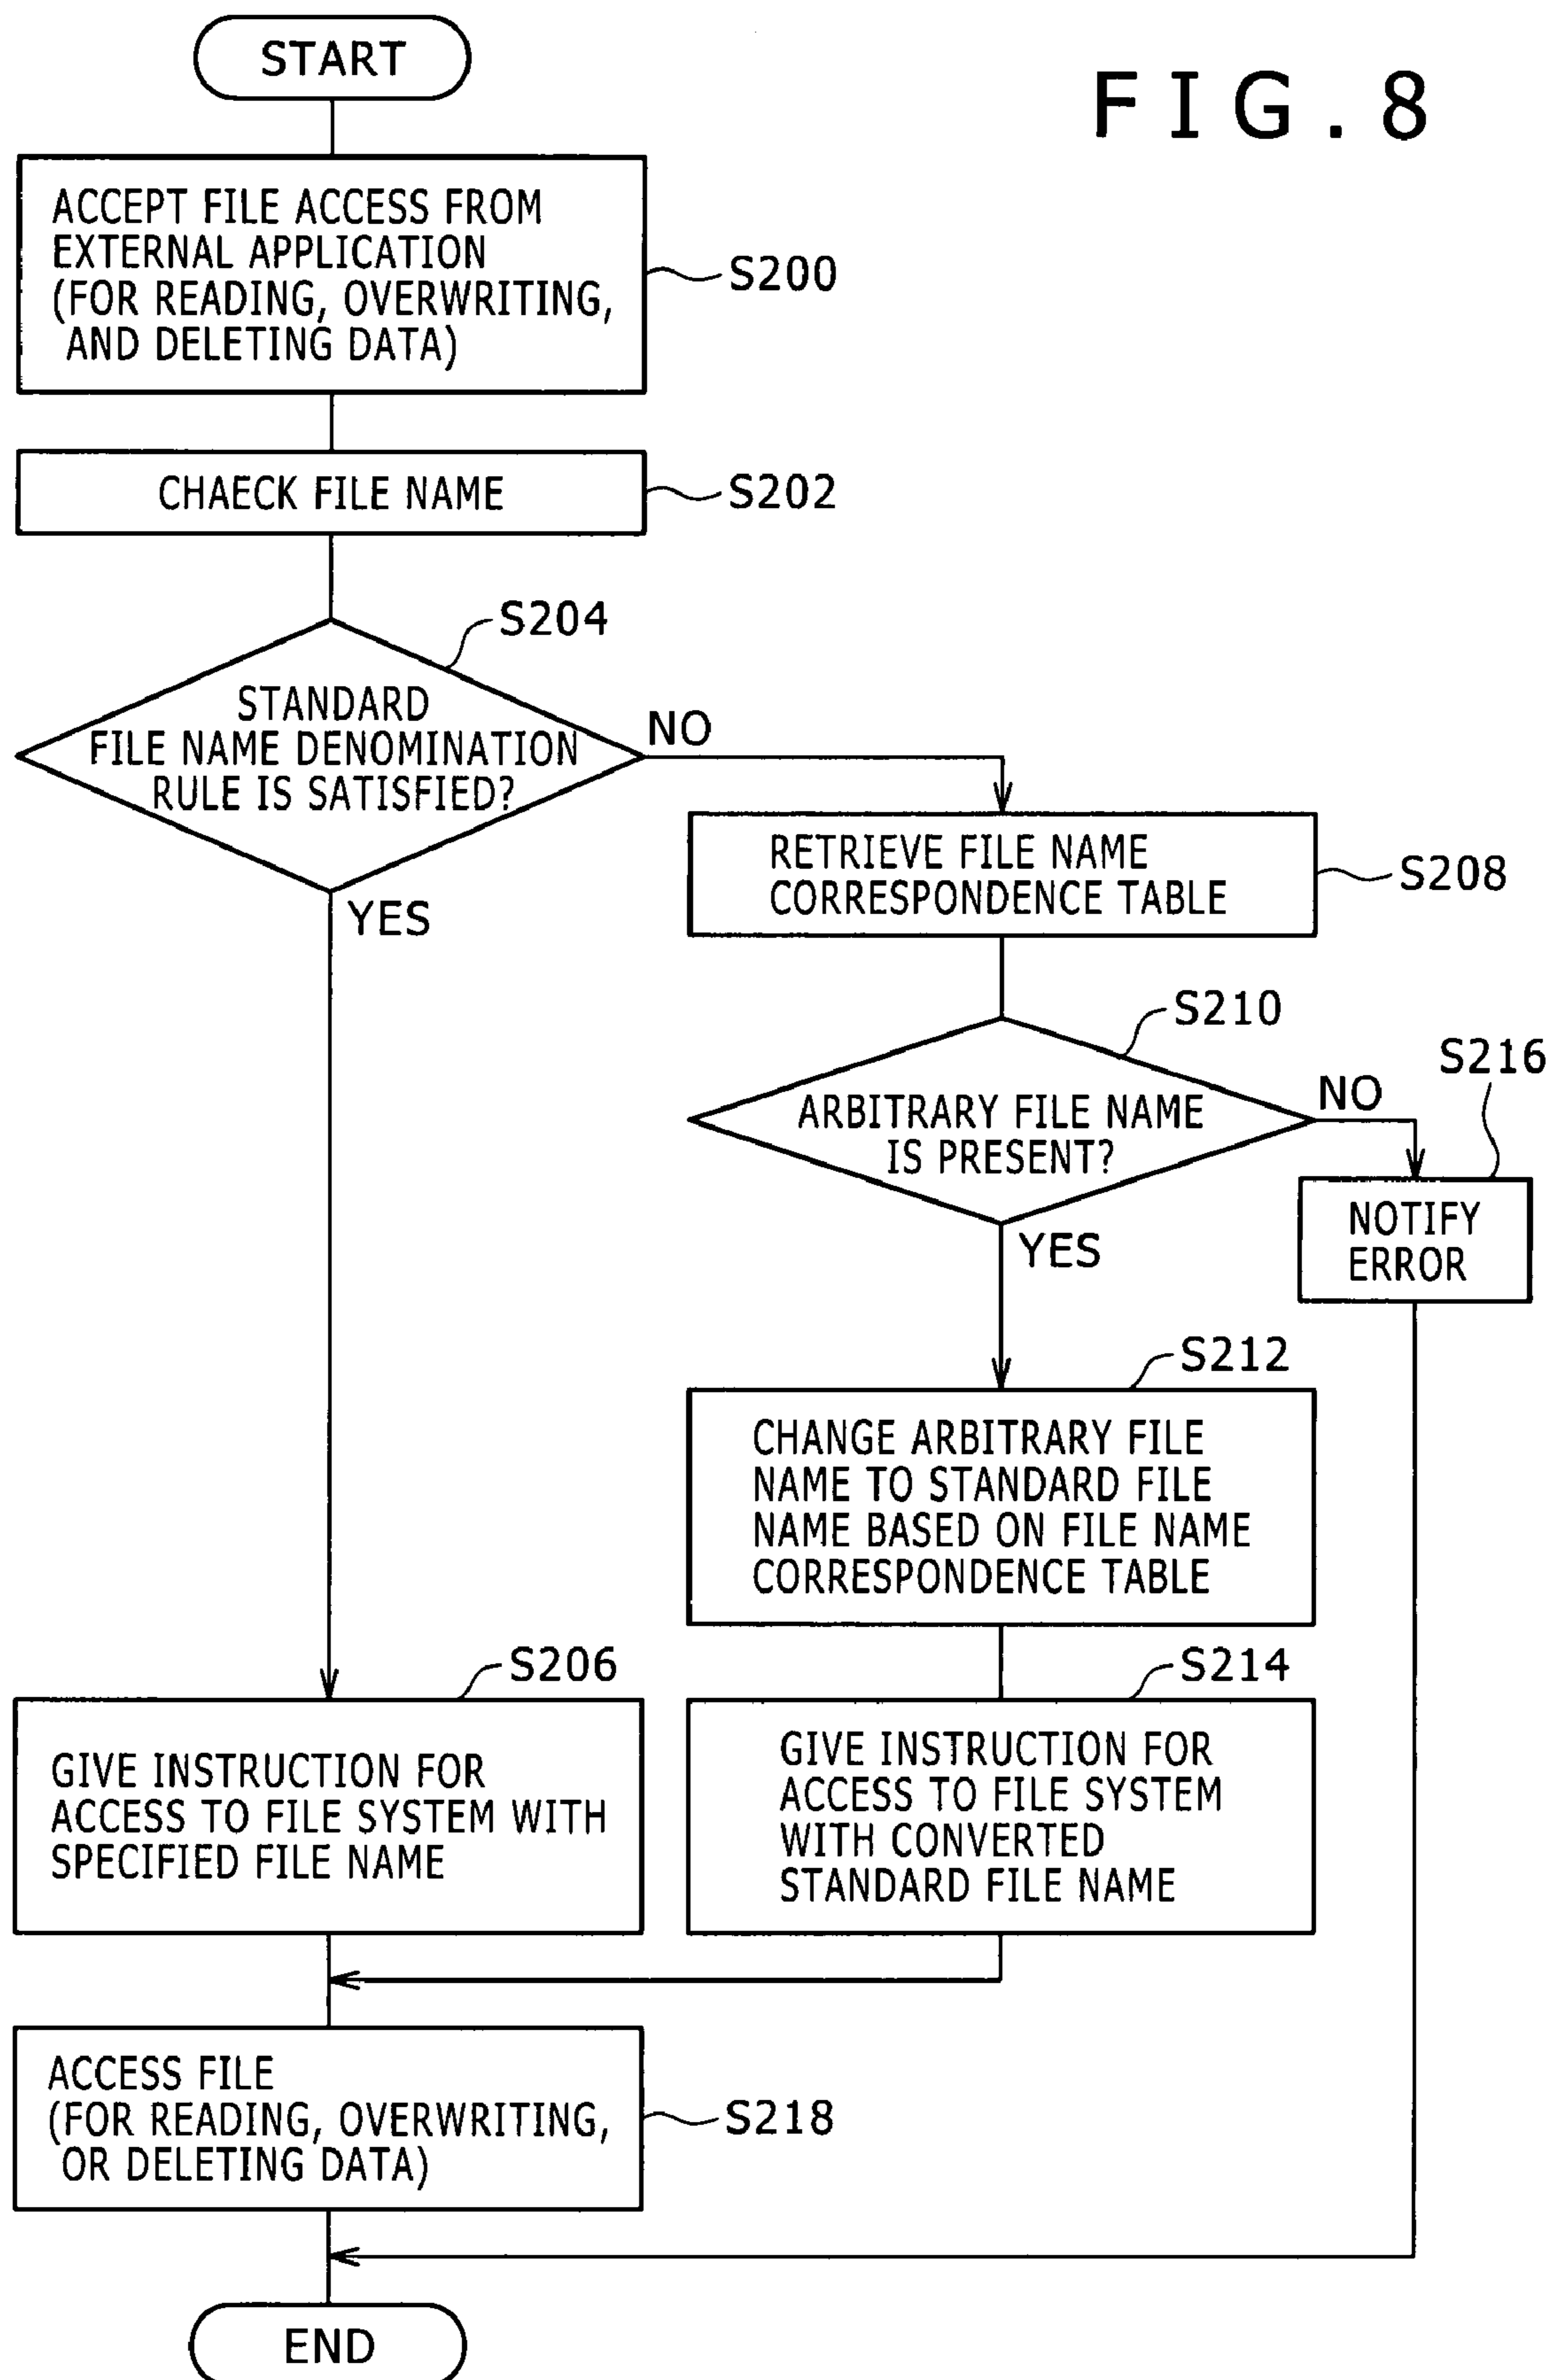 FIG.8
START
ACCEPT FILE ACCESS FROM
EXTERNAL APPLICATION
(FOR READING, OVERWRITING,
AND DELETING DATA)
S200
CHAECK FILE NAME
S202
S204
STANDARD
FILE NAME DENOMINATION
RULE IS SATISFIED?
NO
YES
RETRIEVE FILE NAME
CORRESPONDENCE TABLE
S208
S210
ARBITRARY FILE NAME
IS PRESENT?
NO
YES
S216
NOTIFY
ERROR
S212
CHANGE ARBITRARY FILE
NAME TO STANDARD FILE
NAME BASED ON FILE NAME
CORRESPONDENCE TABLE
S206
GIVE INSTRUCTION FOR
ACCESS TO FILE SYSTEM WITH
SPECIFIED FILE NAME
S214
GIVE INSTRUCTION FOR
ACCESS TO FILE SYSTEM
WITH CONVERTED
STANDARD FILE NAME
ACCESS FILE
(FOR READING, OVERWRITING,
OR DELETING DATA)
S218
END